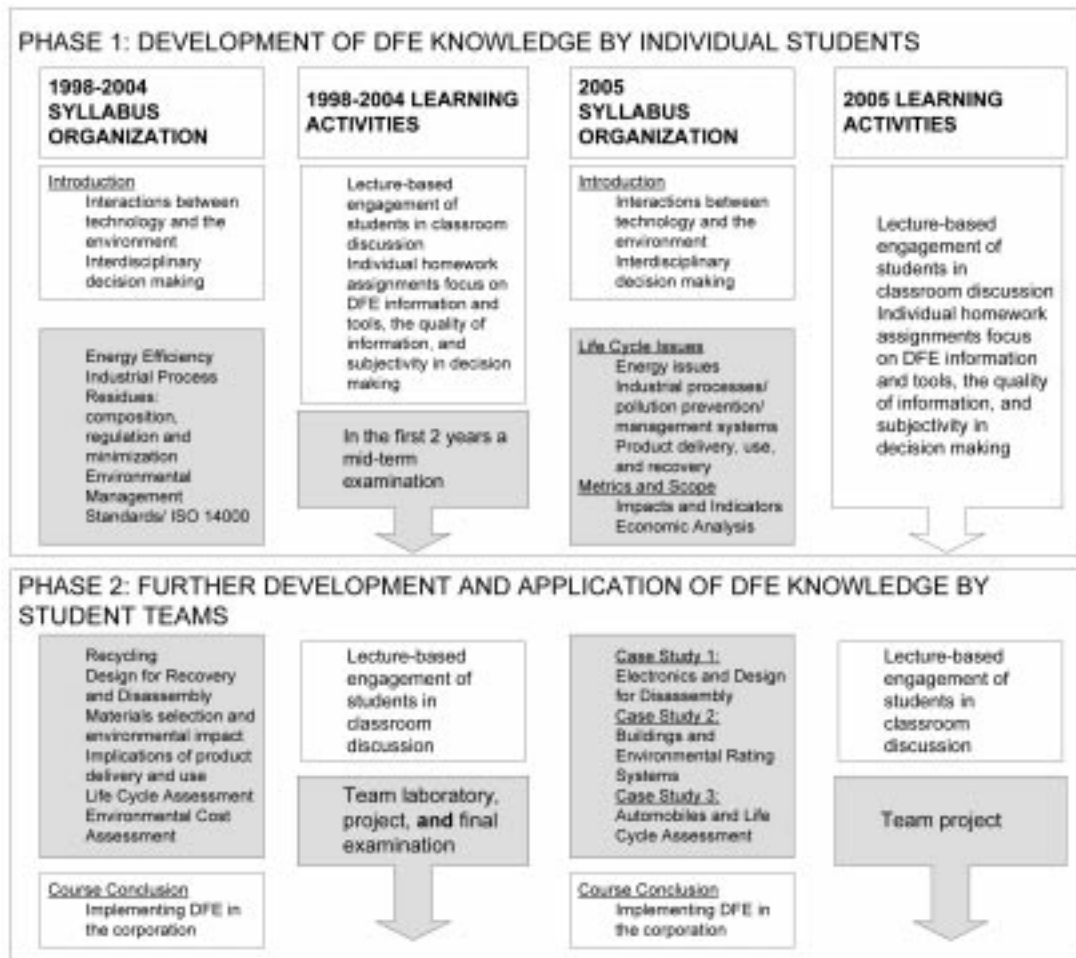 PHASE 1: DEVELOPMENT OF DFE KNOWLEDGE BY INDIVIDUAL STUDENTS
1998-2004
SYLLABUS
ORGANIZATION
1998-2004 LEARNING
ACTIVITIES
2005
SYLLABUS
ORGANIZATION
2005 LEARNING
ACTIVITIES
Introduction
Interactions between
technology and the
environment
Interdisciplinary
decision making
Energy Efficiency
Industrial Process
Residues:
composition,
regulation and
minimization
Environmental
Management
Standards/ ISO 14000
Lecture-based
engagement of
students in classroom
discussion
Individual homework
assignments focus on
DFE information and
tools, the quality of
information, and
subjectivity in decision
making
In the first 2 years a
mid-term
examination
Introduction
Interactions between
technology and the
environment
Interdisciplinary
decision making
Life Cycle Issues
Energy issues
Industrial processes/
pollution prevention/
management systems
Product delivery, use,
and recovery
Metrics and Scope
Impacts and Indicators
Economic Analysis
Lecture-based
engagement of
students in
classroom discussion
Individual homework
assignments focus
on DFE information
and tools, the quality
of information, and
subjectivity in
decision making
PHASE 2: FURTHER DEVELOPMENT AND APPLICATION OF DFE KNOWLEDGE BY
STUDENT TEAMS
Recycling
Design for Recovery
and Disassembly
Materials selection and
environmental impact
Implications of product
delivery and use
Life Cycle Assessment
Environmental Cost
Assessment
Course Conclusion
Implementing DFE in
the corporation
Lecture-based
engagement of
students in
classroom
discussion
Team laboratory,
project, and final
examination
Case Study 1:
Electronics and Design
for Disassembly
Case Study 2:
Buildings and
Environmental Rating
Systems
Case Study 3:
Automobiles and Life
Cycle Assessment
Course Conclusion
Implementing DFE in
the corporation
Lecture-based
engagement of
students in
classroom
discussion
Team project